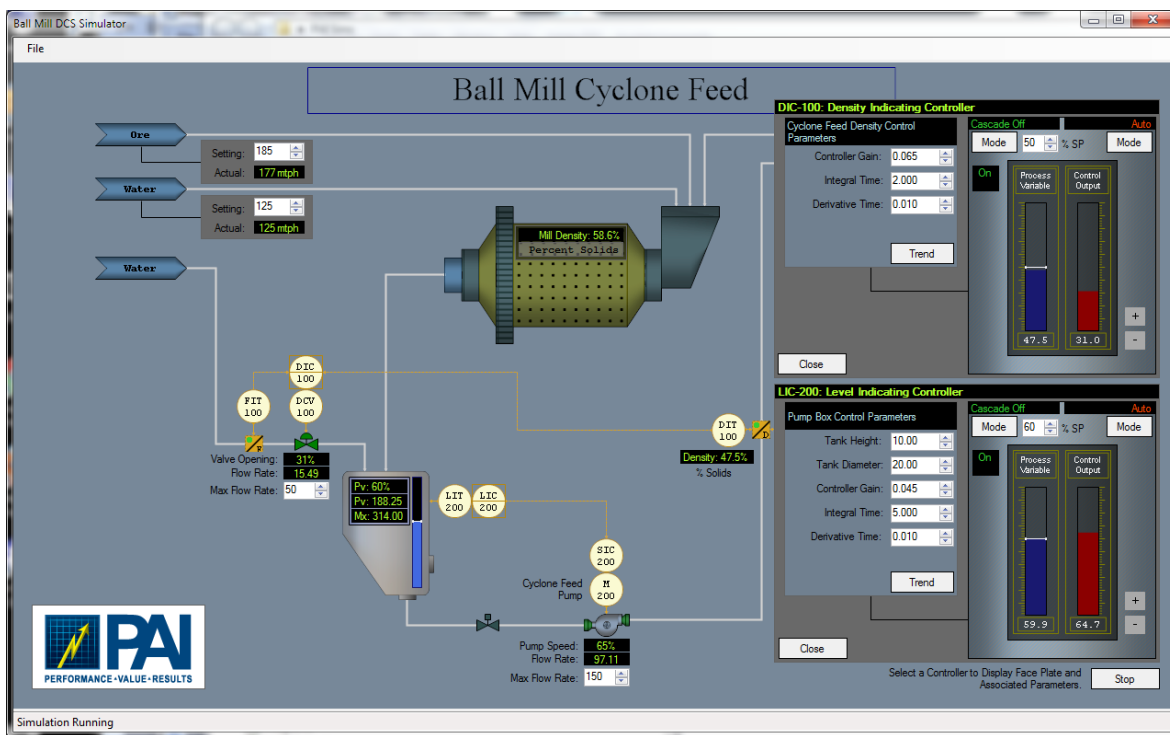 Ball Mill DCS Simulator
File
Ball Mill Cyclone Feed
Ore
Setting: 185
Actual: 177 mtph
Water
Setting: 125
Actual: 125 mtph
Water
Mill Density: 58.6%
Percent Solids
DIC
100
FIT
100
DCV
100
F
Valve Opening: 31%
Flow Rate: 15.49
Max Flow Rate: 50
Pv: 60%
Pv: 188.25
Mx: 314.00
LIT
200
LIC
200
SIC
200
M
200
Cyclone Feed
Pump
Pump Speed: 65%
Flow Rate: 97.11
Max Flow Rate: 150
DIT
100
D
Density: 47.5%
% Solids
DIC-100: Density Indicating Controller
Cyclone Feed Density Control
Parameters
Controller Gain: 0.065
Integral Time: 2.000
Derivative Time: 0.010
Trend
Close
Cascade Off Auto
Mode 50 % SP Mode
On
Process
Variable
Control
Output
47.5 31.0
+
-
LIC-200: Level Indicating Controller
Pump Box Control Parameters
Tank Height: 10.00
Tank Diameter: 20.00
Controller Gain: 0.045
Integral Time: 5.000
Derivative Time: 0.010
Trend
Close
Cascade Off Auto
Mode 60 % SP Mode
On
Process
Variable
Control
Output
59.9 64.7
+
-
Select a Controller to Display Face Plate and
Associated Parameters.
Stop
PAI
PERFORMANCE·VALUE·RESULTS
Simulation Running